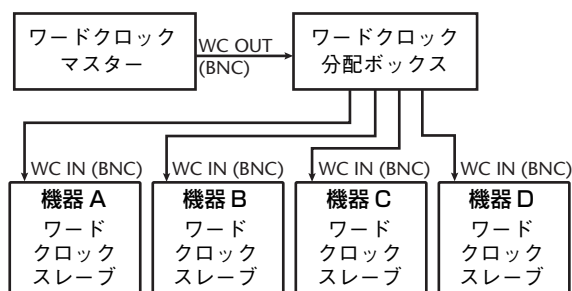 ワードクロック
マスター
WC OUT
(BNC)
ワードクロック
分配ボックス
WC IN (BNC)
WC IN (BNC)
WC IN (BNC)
WC IN (BNC)
機器 A
ワード
クロック
スレーブ
機器 B
ワード
クロック
スレーブ
機器 C
ワード
クロック
スレーブ
機器 D
ワード
クロック
スレーブ